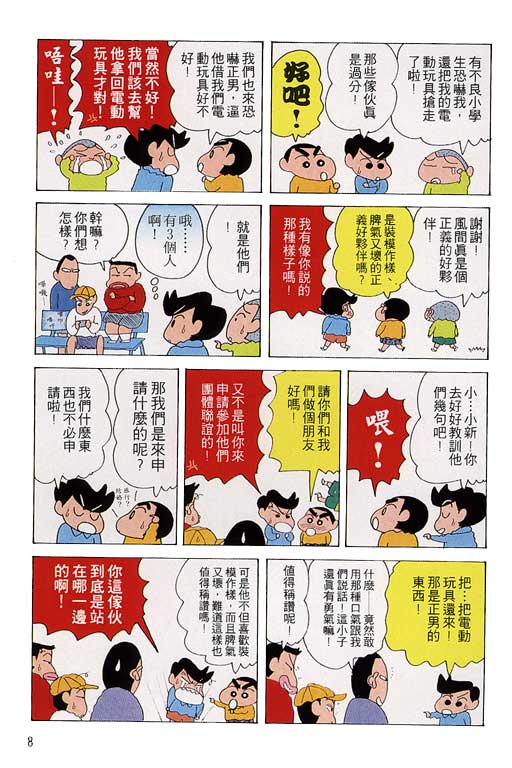 有不良小學
生恐嚇我，
還把我的電
動玩具搶走
了啦！
那些傢伙真
是過分！
好吧！
我們也來恐
嚇正男，逼
他借我們電
動玩具好不
好！
當然不好！
我們該去幫
他拿回電動
玩具才對！
唔哇——！
謝謝！
風間真是個
正義的好夥
伴！
是裝模作樣、
脾氣又壞的正
義好夥伴嗎？
我有像你說的
那種樣子嗎！
就是他們
！
哦……
有3個人
啊！
幹嘛？
你們想
怎樣？
小…小新！你
去好好教訓他
們幾句吧！
喂！
請你們和我
們做個朋友
好嗎！
又不是叫你來
申請參加他們
團體聯誼的！
那我們是來申
請什麼的呢？
旅行？
結婚？
我們什麼東
西也不必申
請啦！
把…把電動
玩具還來！
那是正男的
東西！
什麼——竟然敢
用那種口氣跟我
們說話！這小子
還真有勇氣嘛！
值得稱讚呢！
可是他不但喜歡裝
模作樣，而且脾氣
又壞，難道這樣也
值得稱讚嗎！
你這傢伙
到底是站
在哪一邊
的啊！
8